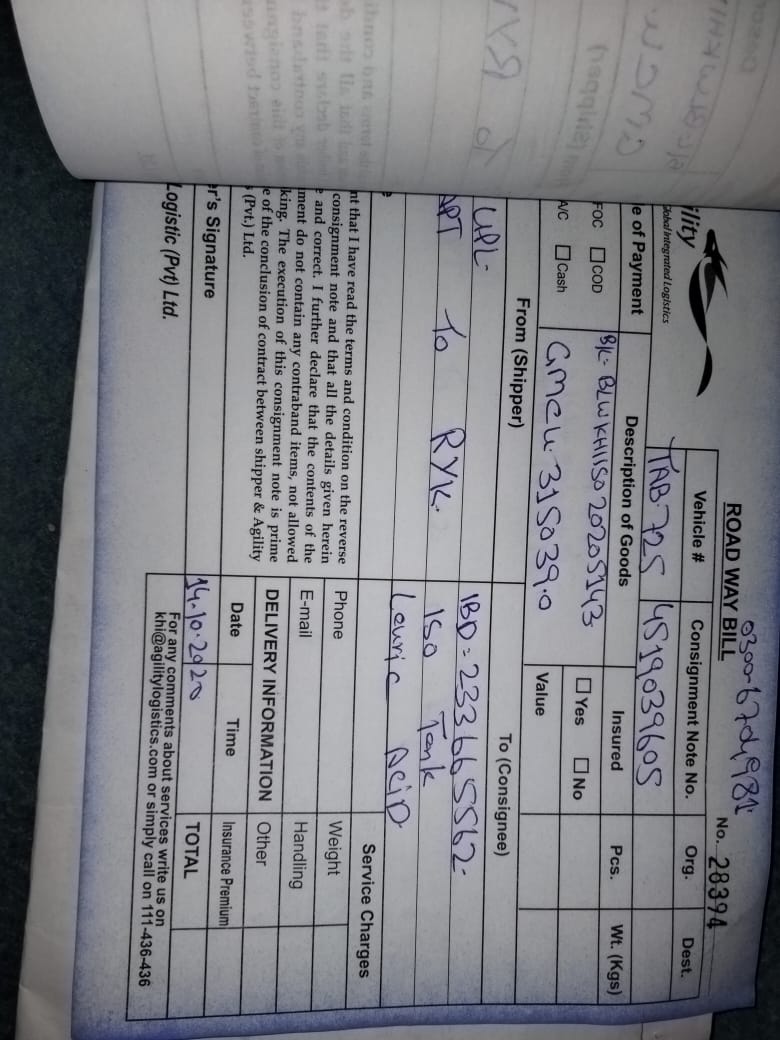 0300-6704981
ROAD WAY BILL
No. 28394
ility
Global Integrated Logistics
Vehicle #
Consignment Note No.
Org.
Dest.
TAB-725
4519039605
e of Payment
Description of Goods
Insured
Pcs.
Wt. (Kgs)
FOC COD
B/L- BLWKHIISO20205143
Yes No
A/C Cash
GMCU 315039.0
Value
From (Shipper)
To (Consignee)
UPL-
IBD=233665562-
APT To RYK.
ISO Tank
Lauric ACiD
Service Charges
nt that I have read the terms and condition on the reverse
consignment note and that all the details given herein
e and correct. I further declare that the contents of the
ment do not contain any contraband items, not allowed
king. The execution of this consignment note is prime
e of the conclusion of contract between shipper & Agility
(Pvt.) Ltd.
Phone
Weight
E-mail
Handling
DELIVERY INFORMATION
Other
Date
Time
Insurance Premium
er's Signature
14-10-2020
TOTAL
Logistic (Pvt) Ltd.
For any comments about services write us on
khi@agilitylogistics.com or simply call on 111-436-436